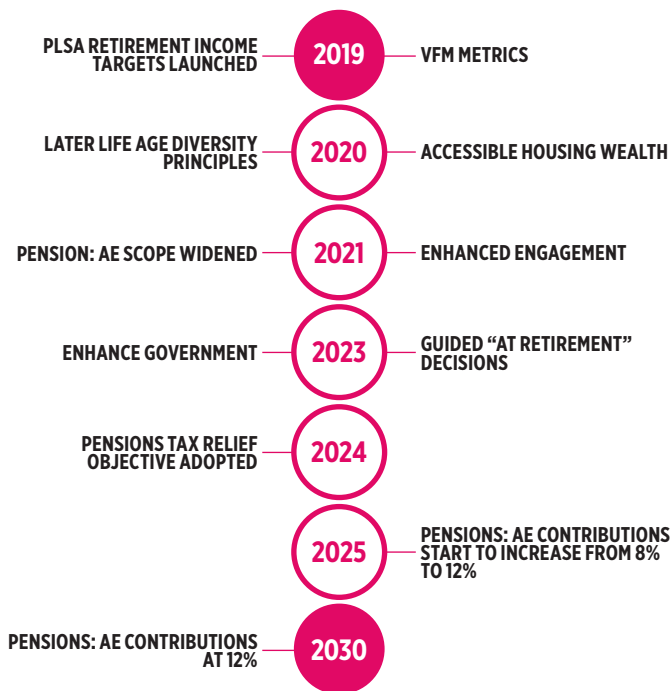 PLSA RETIREMENT INCOME
TARGETS LAUNCHED
2019
VFM METRICS
LATER LIFE AGE DIVERSITY
PRINCIPLES
2020
ACCESSIBLE HOUSING WEALTH
PENSION: AE SCOPE WIDENED
2021
ENHANCED ENGAGEMENT
ENHANCE GOVERNMENT
2023
GUIDED “AT RETIREMENT”
DECISIONS
PENSIONS TAX RELIEF
OBJECTIVE ADOPTED
2024
2025
PENSIONS: AE CONTRIBUTIONS
START TO INCREASE FROM 8%
TO 12%
PENSIONS: AE CONTRIBUTIONS
AT 12%
2030